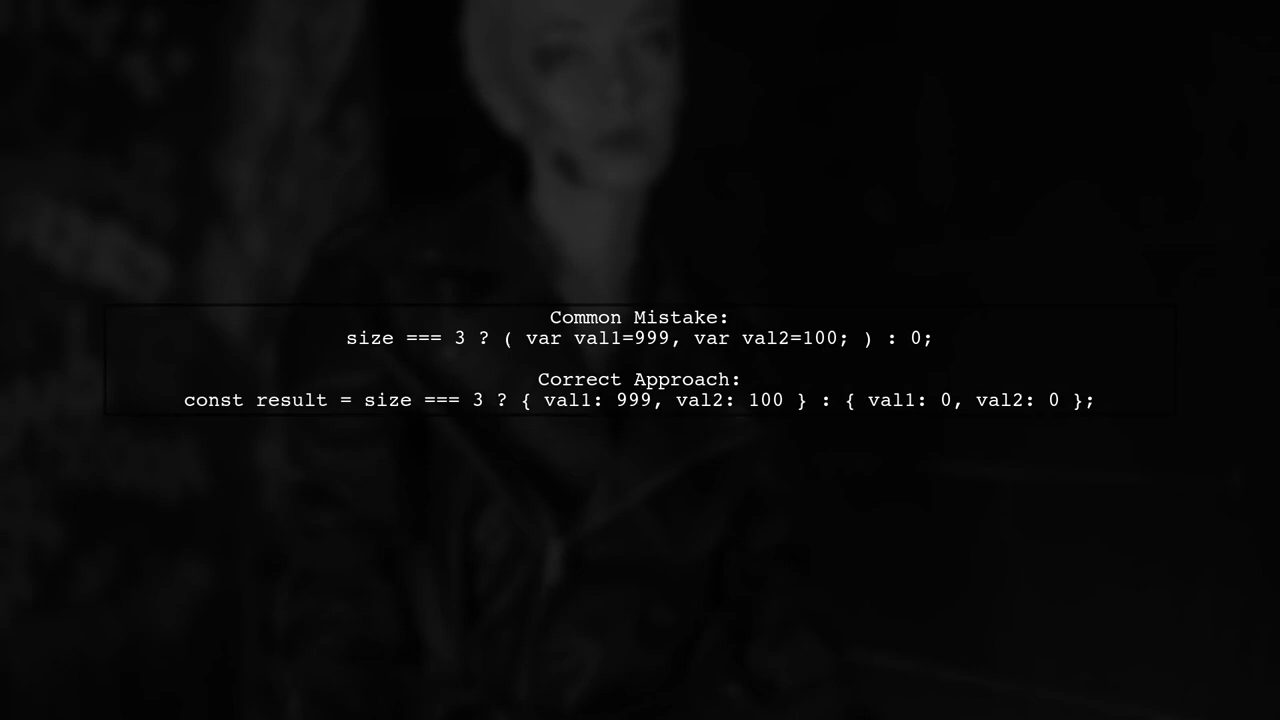 Common Mistake:
size === 3 ? ( var val1=999, var val2=100; ) : 0;
Correct Approach:
const result = size === 3 ? { val1: 999, val2: 100 } : { val1: 0, val2: 0 };